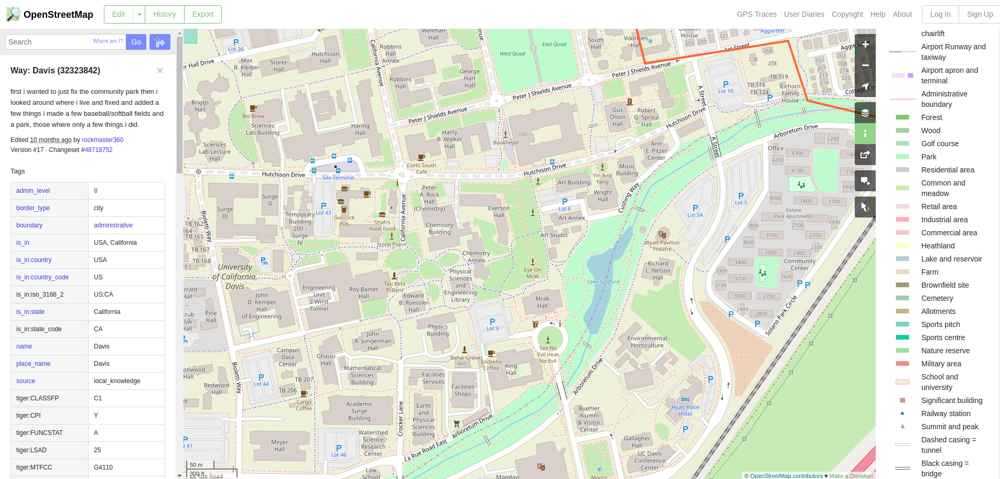 OpenStreetMap
Edit
History
Export
GPS Traces
User Diaries
Copyright
Help
About
Log In
Sign Up
Search
Where am I?
Go
Way: Davis (32323842)
×
first i wanted to just fix the community park then i
looked around where i live and fixed and added a
few things i made a few baseball/softball fields and
a park, those where only a few things i did.
Edited 10 months ago by rockmaster360
Version #17 · Changeset #48718752
Tags
admin_level 8
border_type city
boundary administrative
is_in USA, California
is_in:country USA
is_in:country_code US
is_in:iso_3166_2 US:CA
is_in:state California
is_in:state_code CA
name Davis
place_name Davis
source local_knowledge
tiger:CLASSFP C1
tiger:CPI Y
tiger:FUNCSTAT A
tiger:LSAD 25
tiger:MTFCC G4110
Lot 26
er Hall Drive
Max
B. Kleiber
Hall
Storer
Hall
Hutchison
Hall
California Avenue
Robbins
Hall
Annex
Robbins
Hall
Wellman
Hall
George
Hart
Hall
West Quad
East Quad
South
Hall
Voorhies
House
203
207
221
Aggie Inn
1st Street
268
238
274
Aggie La
202
208
214
220
201
207
213
219
225
Cottage Circ
Peter J Shields Avenue
Peter J Shields Avenue
Peter J Shields Avenue
Lot 10
TB 119
TB 116
TB 124
Eichorn
Family
House
A Street
A Street
Briggs
Hall
Bio Brew
Sciences
Lab Building
Sciences
Lab Lecture
Hall
Haring
Hall
Harry
B. Walker
Hall
Bookhead
100
Gus
Olson
Hall
Robert
G. Sproul
Hall
Hutchison Drive
Hutchison Drive
Hutchison Drive
Ann
E. Pitzer
Center
Arboretum Drive
Office
1200
4300
4200
1400
4100
1500
1600
4000
1800
1700
Solano
Park Apartments
3800
2100
1900
3700
2200
3600
2300
3500
2400
3400
Community
Center
3300
3200
2600
3100
3000
2700
2900
2800
Solano Park Circle
CoHo South
Café
Silo Terminal
Music
Building
Yin And
Yang
Art Building
Wright
Hall
Cushing Way
Lot 6
Art Annex
Art Studio
Lot 5
Lot 5A
Wyatt Pavilion
Theatre
Richard
L. Nelson
Hall
Lake Spafford
Surge
II
Surge
III
Bioletti Way
Bioletti Way
Lot 43
Temporary
Building
200 -
Surge
IV
Gunrock
Pub
Shah's
Halal Food
Stone Poem
California Avenue
Peter
A. Rock
Hall
(Chemistry)
Chemistry
Building
Everson
Hall
Chemistry
Annex
Eye On
Mrak
TB 162
164
TB 165
TB 167
TB 168
University
of California,
Davis
Physical
Sciences
and
Engineering
Library
Tau Beta
Pi Bent
Engineering
Unit
2 Wind
Tunnel
Roy Bainer
Hall
Edward
B. Roessler
Hall
John
D. Kemper
Hall
of Engineering
rrant
Hall
crub
Oak
Hall
Pine
Hall
Mrak
Hall
Lot 3
Physics
Building
John
A. Jungerman
Hall
See No
Evil Hear
No Evil
Environmental
Horticulture
Campus
Data
Center
Ghausi
Hall
Bahai Grove
400
Sodexho
Coffee
King
Hall
Mathematical
Sciences
Building
Facilities
Services
Facilities
Shops
Lot 44
TB 207
TB 206
Cargo
Coffee
onwood
Hall
Redwood
Hall
Academic
Surge
Building
Earth
and
Physical
Sciences
Building
Crocker Lane
Arboretum Drive
Arboretum Drive
La Rue Road East
Hyatt Place
Hotel
Buehler
Alumni
& Visitor
Center
Gallagher
Hall
UC Davis
Conference
Center
Meyer
Hall
Lot 46
Watershed
Science
Research
Center
Law
School
Mondavi
Morris
t 47
50 m
300 ft
La Rue Road
© OpenStreetMap contributors ♥ Make a Donation
chairlift
Airport Runway and
taxiway
Airport apron and
terminal
Administrative
boundary
Forest
Wood
Golf course
Park
Residential area
Common and
meadow
Retail area
Industrial area
Commercial area
Heathland
Lake and reservoir
Farm
Brownfield site
Cemetery
Allotments
Sports pitch
Sports centre
Nature reserve
Military area
School and
university
Significant building
Railway station
Summit and peak
Dashed casing =
tunnel
Black casing =
bridge